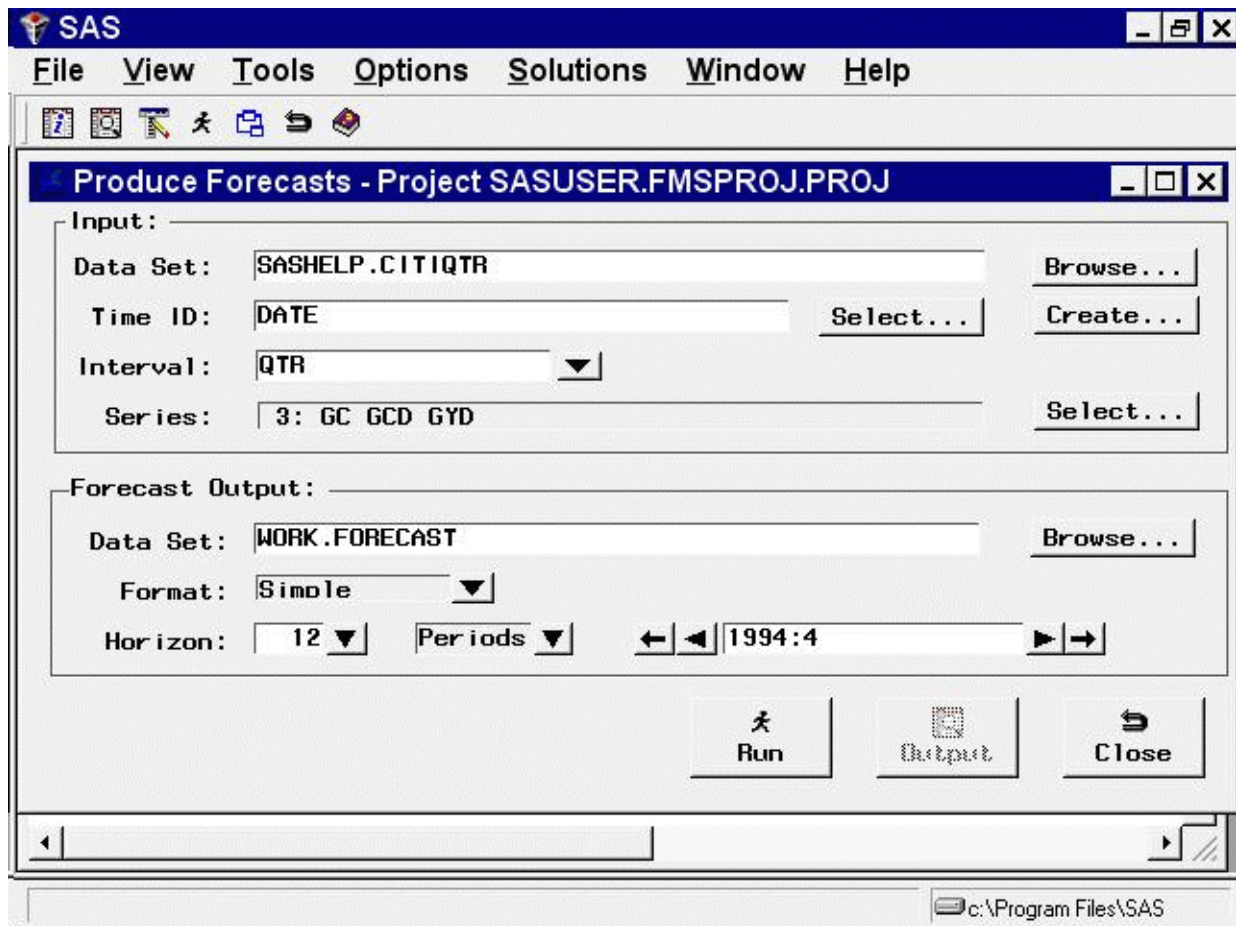 SAS
File View Tools Options Solutions Window Help
Produce Forecasts - Project SASUSER.FMSPROJ.PROJ
Input:
Data Set: SASHELP.CITIQTR Browse...
Time ID: DATE Select... Create...
Interval: QTR
Series: 3: GC GCD GYD Select...
Forecast Output:
Data Set: WORK.FORECAST Browse...
Format: Simple
Horizon: 12 Periods 1994:4
Run Output Close
c:\Program Files\SAS